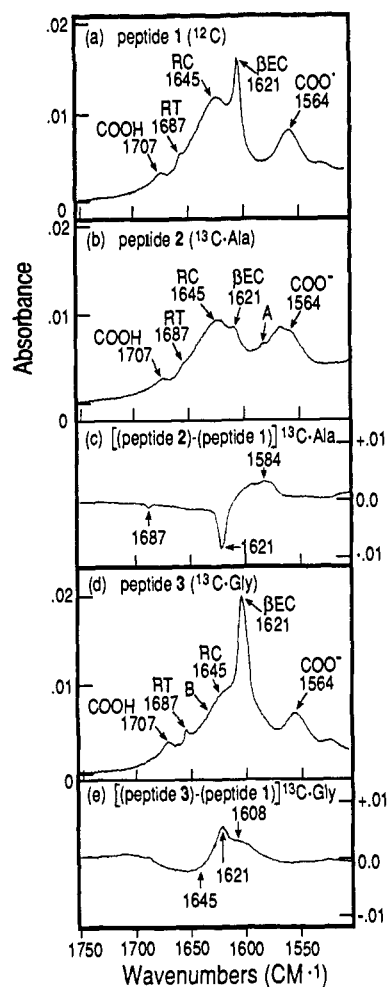 (a) peptide 1 (¹²C)
.02
RC
1645
βEC
1621
RT
1687
COOH
1707
COO⁻
1564
.01
0
(b) peptide 2 (¹³C·Ala)
.02
RC
1645
βEC
1621
A
COO⁻
1564
RT
1687
COOH
1707
.01
0
Absorbance
(c) [(peptide 2)-(peptide 1)] ¹³C·Ala
+.01
1584
0.0
1687
1621
-.01
(d) peptide 3 (¹³C·Gly)
.02
βEC
1621
RC
1645
B
RT
1687
COOH
1707
COO⁻
1564
.01
0
(e) [(peptide 3)-(peptide 1)] ¹³C·Gly
+.01
1608
0.0
1621
1645
-.01
1750 1700 1650 1600 1550
Wavenumbers (CM⁻¹)